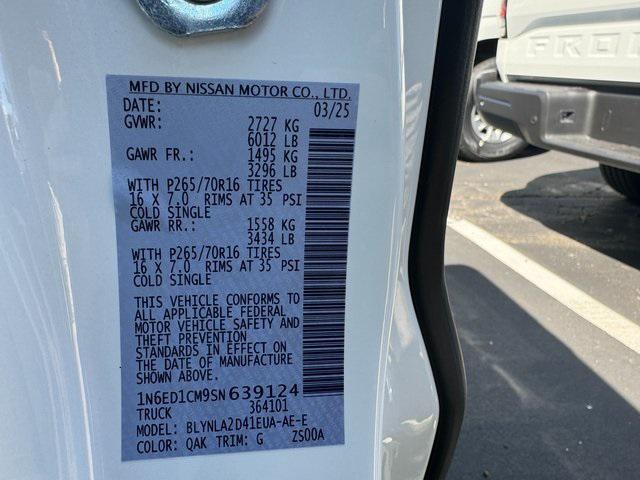 MFD BY NISSAN MOTOR CO., LTD.
DATE: 03/25
GVWR: 2727 KG
6012 LB
GAWR FR.: 1495 KG
3296 LB
WITH P265/70R16 TIRES
16 X 7.0 RIMS AT 35 PSI
COLD SINGLE
GAWR RR.: 1558 KG
3434 LB
WITH P265/70R16 TIRES
16 X 7.0 RIMS AT 35 PSI
COLD SINGLE
THIS VEHICLE CONFORMS TO
ALL APPLICABLE FEDERAL
MOTOR VEHICLE SAFETY AND
THEFT PREVENTION
STANDARDS IN EFFECT ON
THE DATE OF MANUFACTURE
SHOWN ABOVE.
1N6ED1CM9SN639124
TRUCK 364101
MODEL: BLYNLA2D41EUA-AE-E
COLOR: QAK TRIM: G ZS00A
FRO